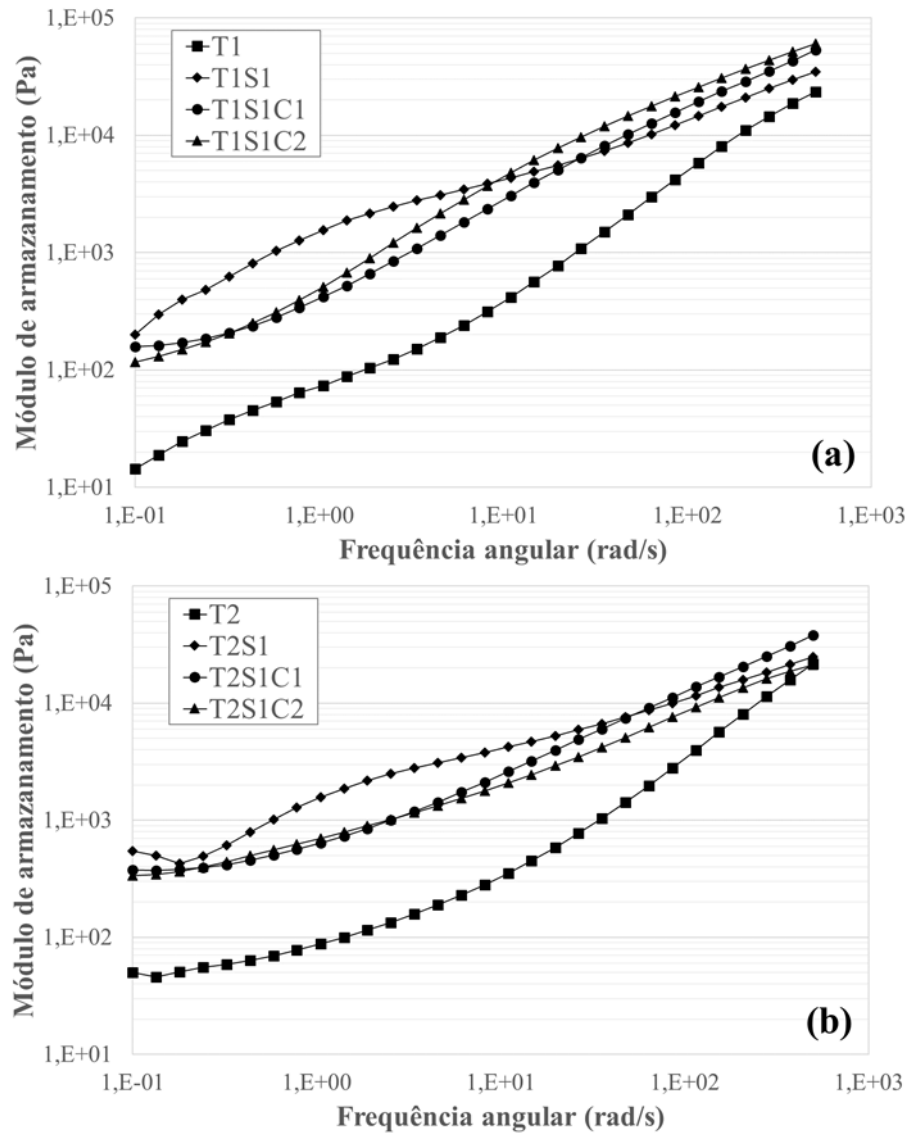 1,E+05
T1
T1S1
T1S1C1
T1S1C2
1,E+04
1,E+03
1,E+02
1,E+01
Módulo de armazanamento (Pa)
(a)
1,E-01
1,E+00
1,E+01
1,E+02
1,E+03
Frequência angular (rad/s)
1,E+05
T2
T2S1
T2S1C1
T2S1C2
1,E+04
1,E+03
1,E+02
1,E+01
Módulo de armazanamento (Pa)
(b)
1,E-01
1,E+00
1,E+01
1,E+02
1,E+03
Frequência angular (rad/s)